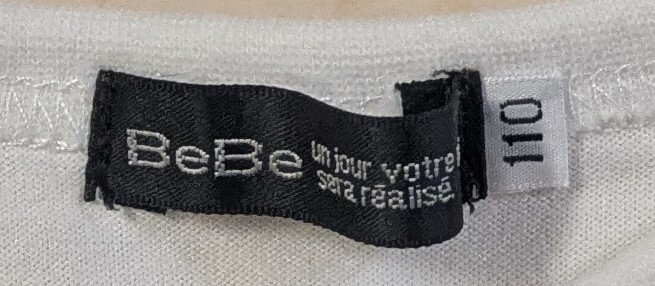 BeBe
un jour votre
sera réalisé
110